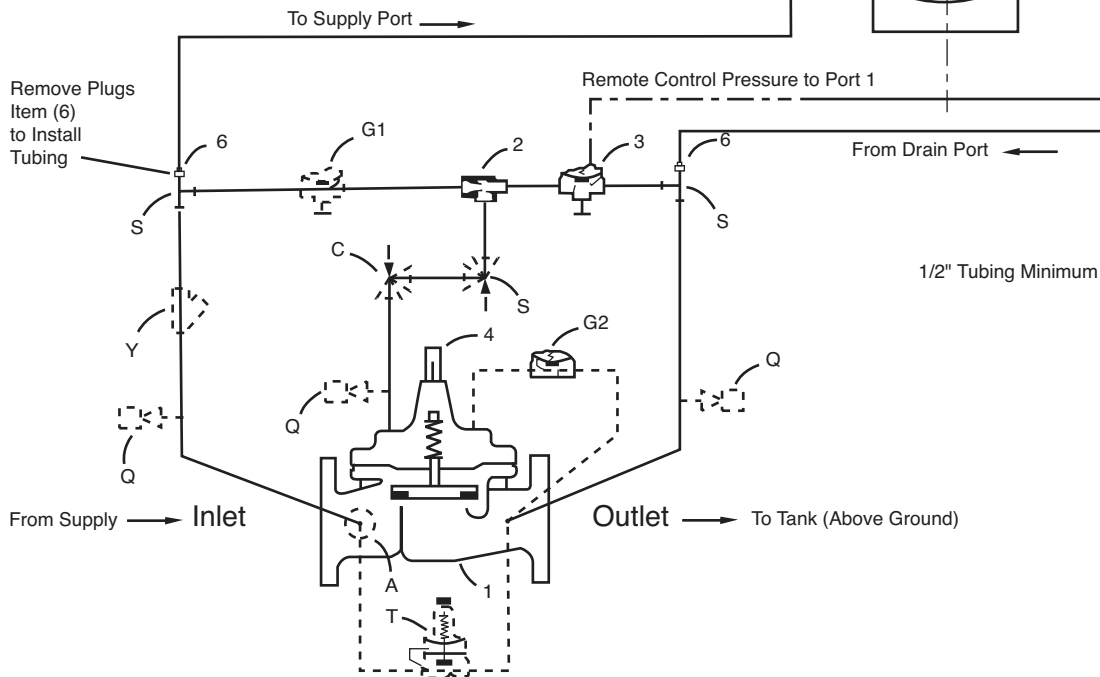 To Supply Port
Remote Control Pressure to Port 1
Remove Plugs
Item (6)
to Install
Tubing
6
G1
2
3
6
From Drain Port
S
S
C
S
1/2" Tubing Minimum
Y
4
G2
Q
Q
Q
From Supply
Inlet
Outlet
To Tank (Above Ground)
A
1
T